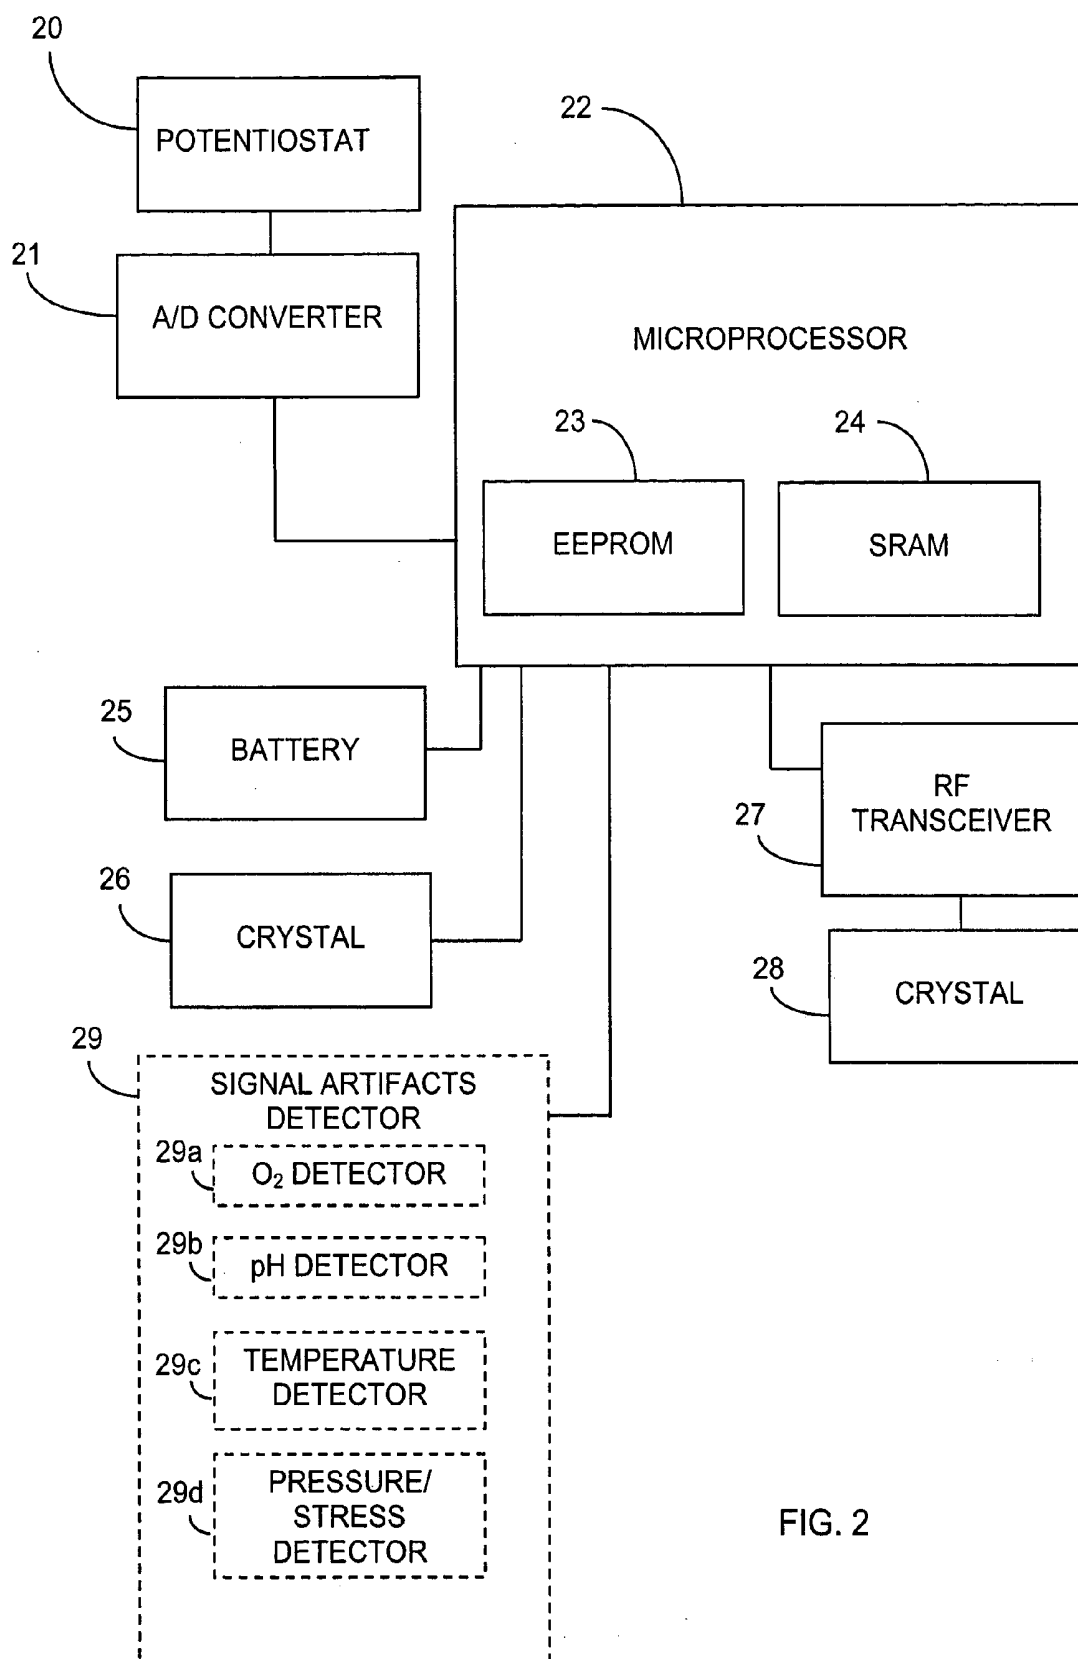 20
POTENTIOSTAT
22
21
A/D CONVERTER
MICROPROCESSOR
23
24
EEPROM
SRAM
25
BATTERY
RF
TRANSCEIVER
27
26
CRYSTAL
28
CRYSTAL
29
SIGNAL ARTIFACTS
DETECTOR
29a
O₂ DETECTOR
29b
pH DETECTOR
29c
TEMPERATURE
DETECTOR
29d
PRESSURE/
STRESS
DETECTOR
FIG. 2